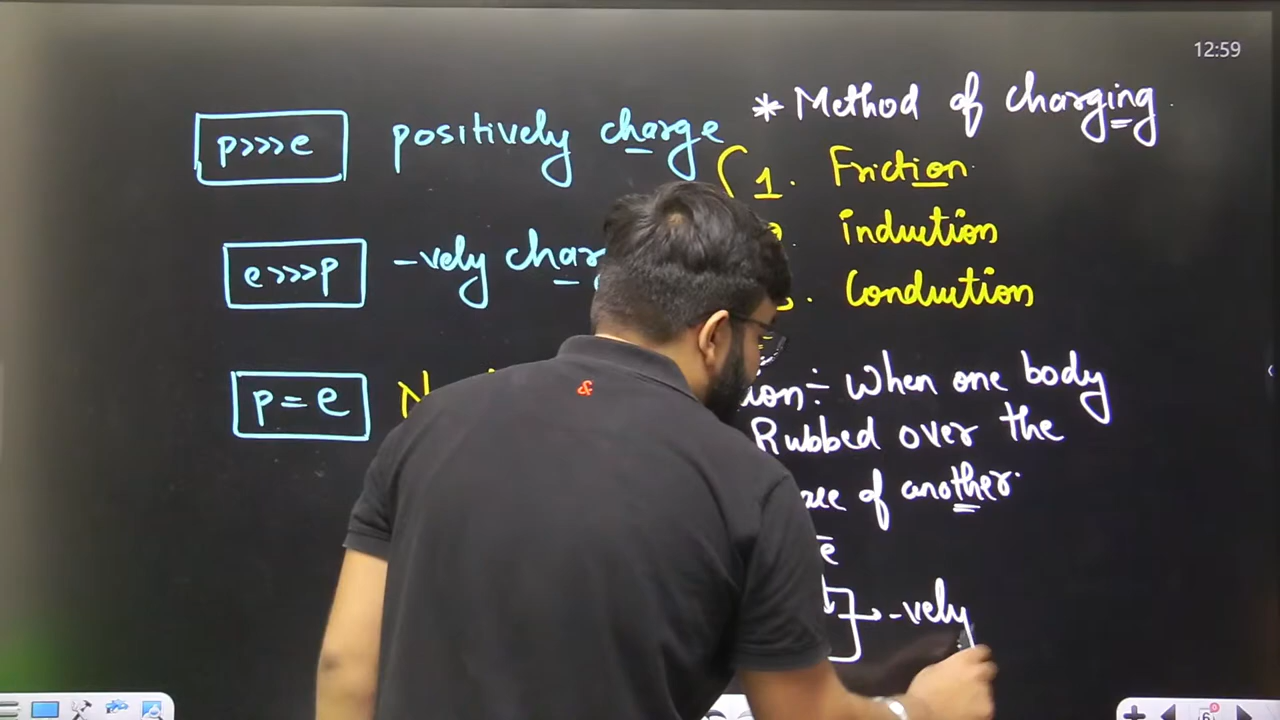 12:59
p>>>e positively charge
e>>>p -vely
p = e
* Method of charging.
1. Friction
induction
Conduction
When one body
Rubbed over the
of another.
e
-vely
6